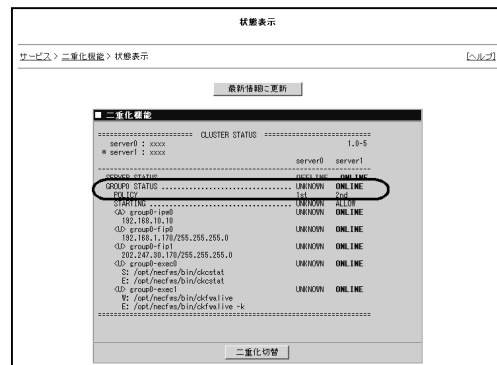 状態表示
サービス > 二重化機能 > 状態表示 [ヘルプ]
最新情報に更新
■ 二重化機能
======================== CLUSTER STATUS ===========================
server0 : xxxx 1.0-5
* server1 : xxxx
server0 server1
-------------------------------------------------------------------
SERVER STATUS OFFLINE ONLINE
GROUP0 STATUS ............................ UNKNOWN ONLINE
POLICY 1st 2nd
STARTING ............................ UNKNOWN ALLOW
<A> group0-ipw0 UNKNOWN ONLINE
192.168.10.10
<U> group0-fip0 UNKNOWN ONLINE
192.168.1.170/255.255.255.0
<U> group0-fip1 UNKNOWN ONLINE
202.247.30.170/255.255.255.0
<U> group0-exec0 UNKNOWN ONLINE
S: /opt/necfws/bin/ckcstat
E: /opt/necfws/bin/ckcstat
<U> group0-exec1 UNKNOWN ONLINE
W: /opt/necfws/bin/ckfwalive
E: /opt/necfws/bin/ckfwalive -k
===================================================================
二重化切替